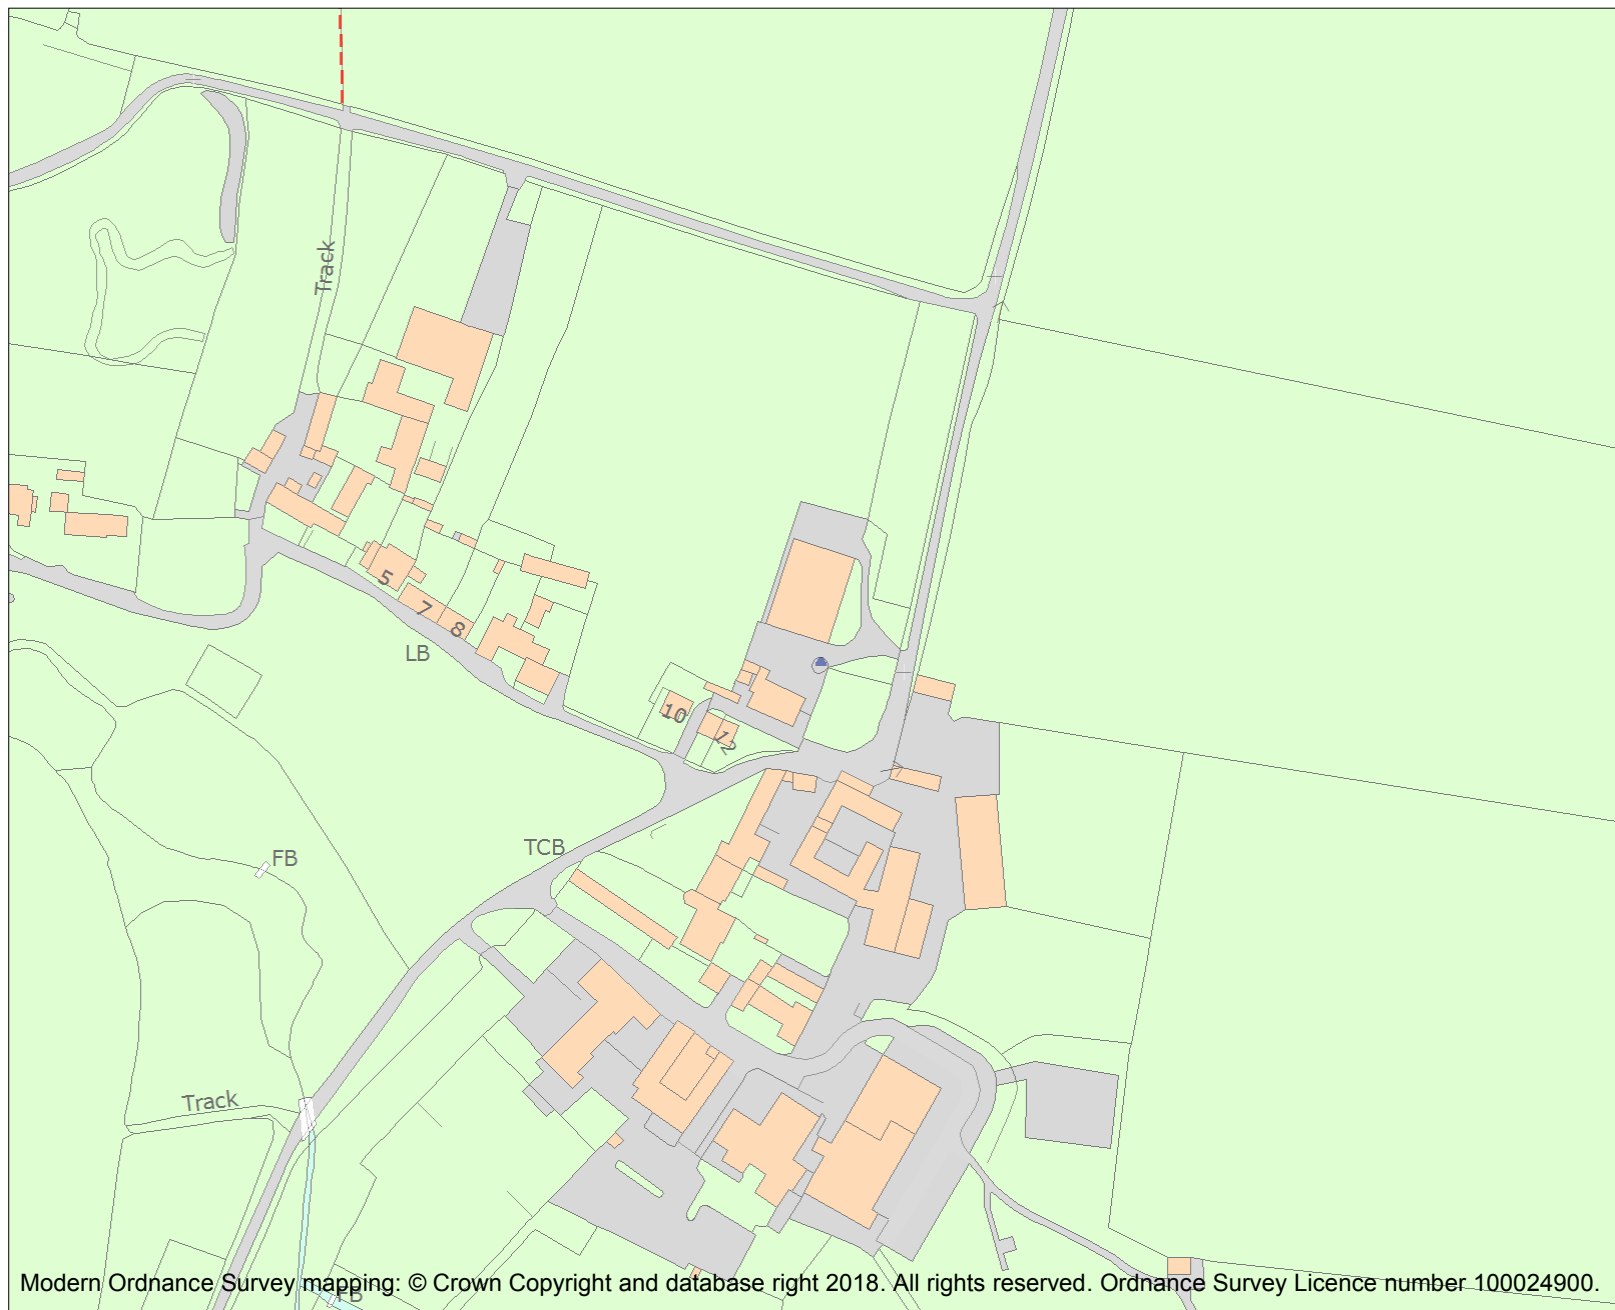 Track
5
7
8
LB
10
12
TCB
FB
Track
Modern Ordnance Survey mapping: © Crown Copyright and database right 2018. All rights reserved. Ordnance Survey Licence number 100024900.
FB